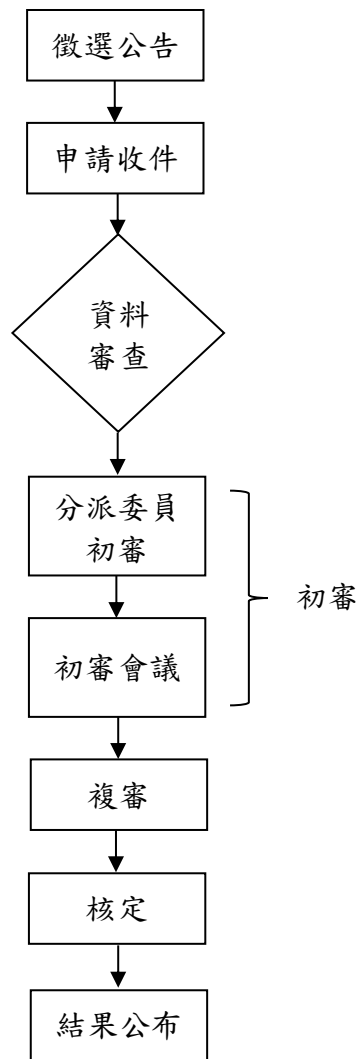 徵選公告
申請收件
資料
審查
分派委員
初審
初審會議
初審
複審
核定
結果公布